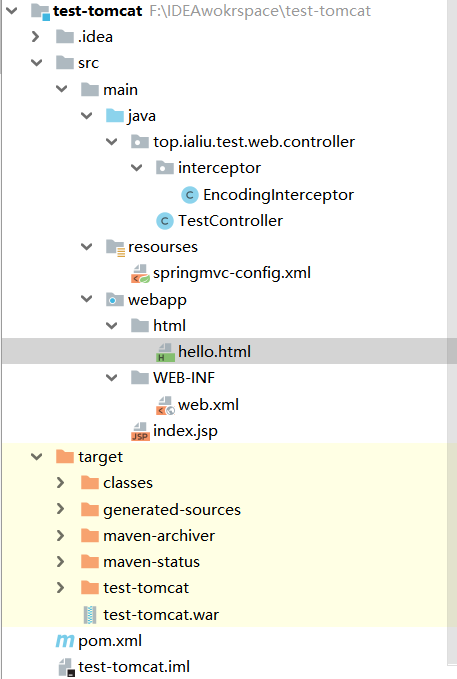 test-tomcat F:\IDEAwokrspace\test-tomcat
.idea
src
main
java
top.ialiu.test.web.controller
interceptor
C EncodingInterceptor
C TestController
resourses
springmvc-config.xml
webapp
html
H hello.html
WEB-INF
web.xml
JSP index.jsp
target
classes
generated-sources
maven-archiver
maven-status
test-tomcat
test-tomcat.war
m pom.xml
test-tomcat.iml